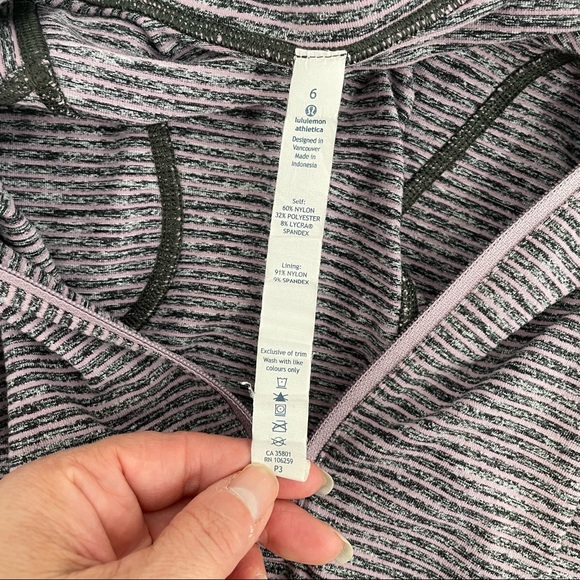 6
lululemon
athletica
Designed in
Vancouver
Made in
Indonesia
Self:
60% NYLON
32% POLYESTER
8% LYCRA®
SPANDEX
Lining:
91% NYLON
9% SPANDEX
Exclusive of trim
Wash with like
colours only
CA 35801
RN 106259
P3